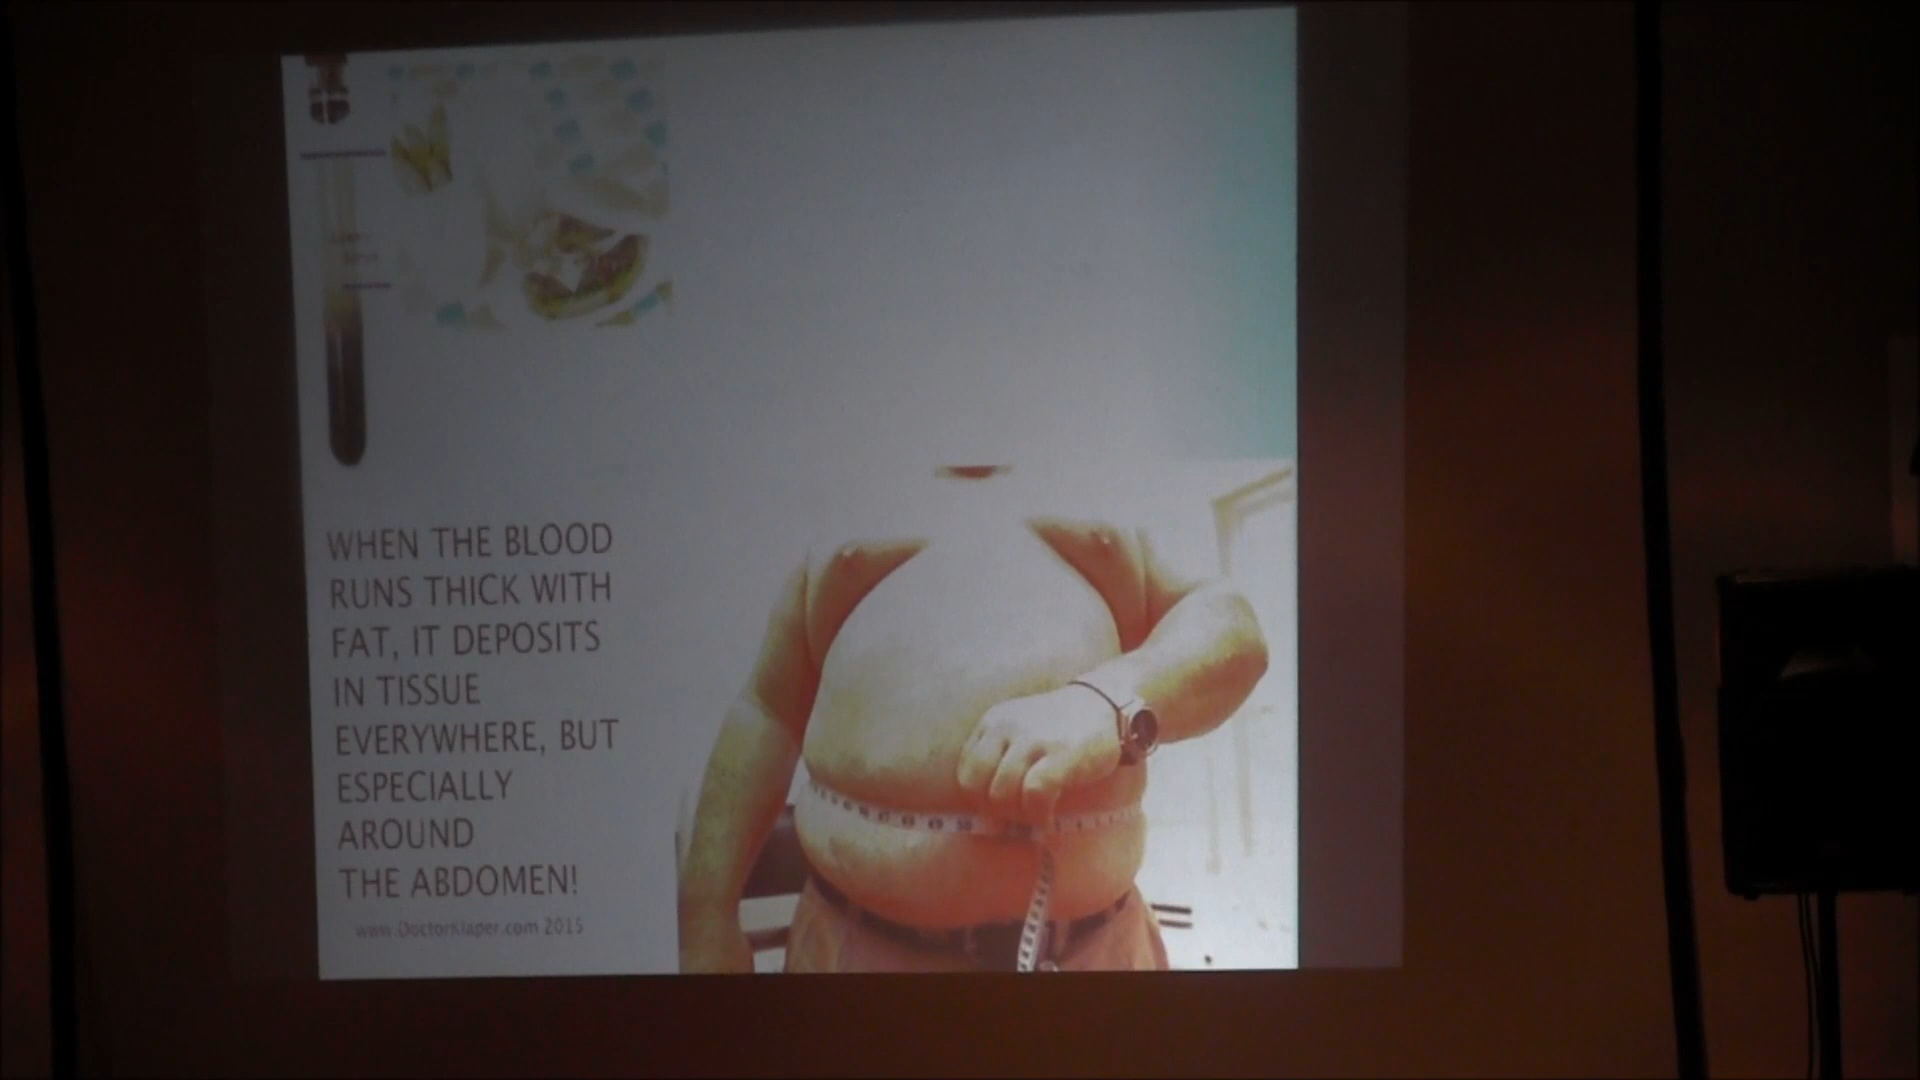 WHEN THE BLOOD
RUNS THICK WITH
FAT, IT DEPOSITS
IN TISSUE
EVERYWHERE, BUT
ESPECIALLY
AROUND
THE ABDOMEN!
www.DoctorKlaper.com 2015